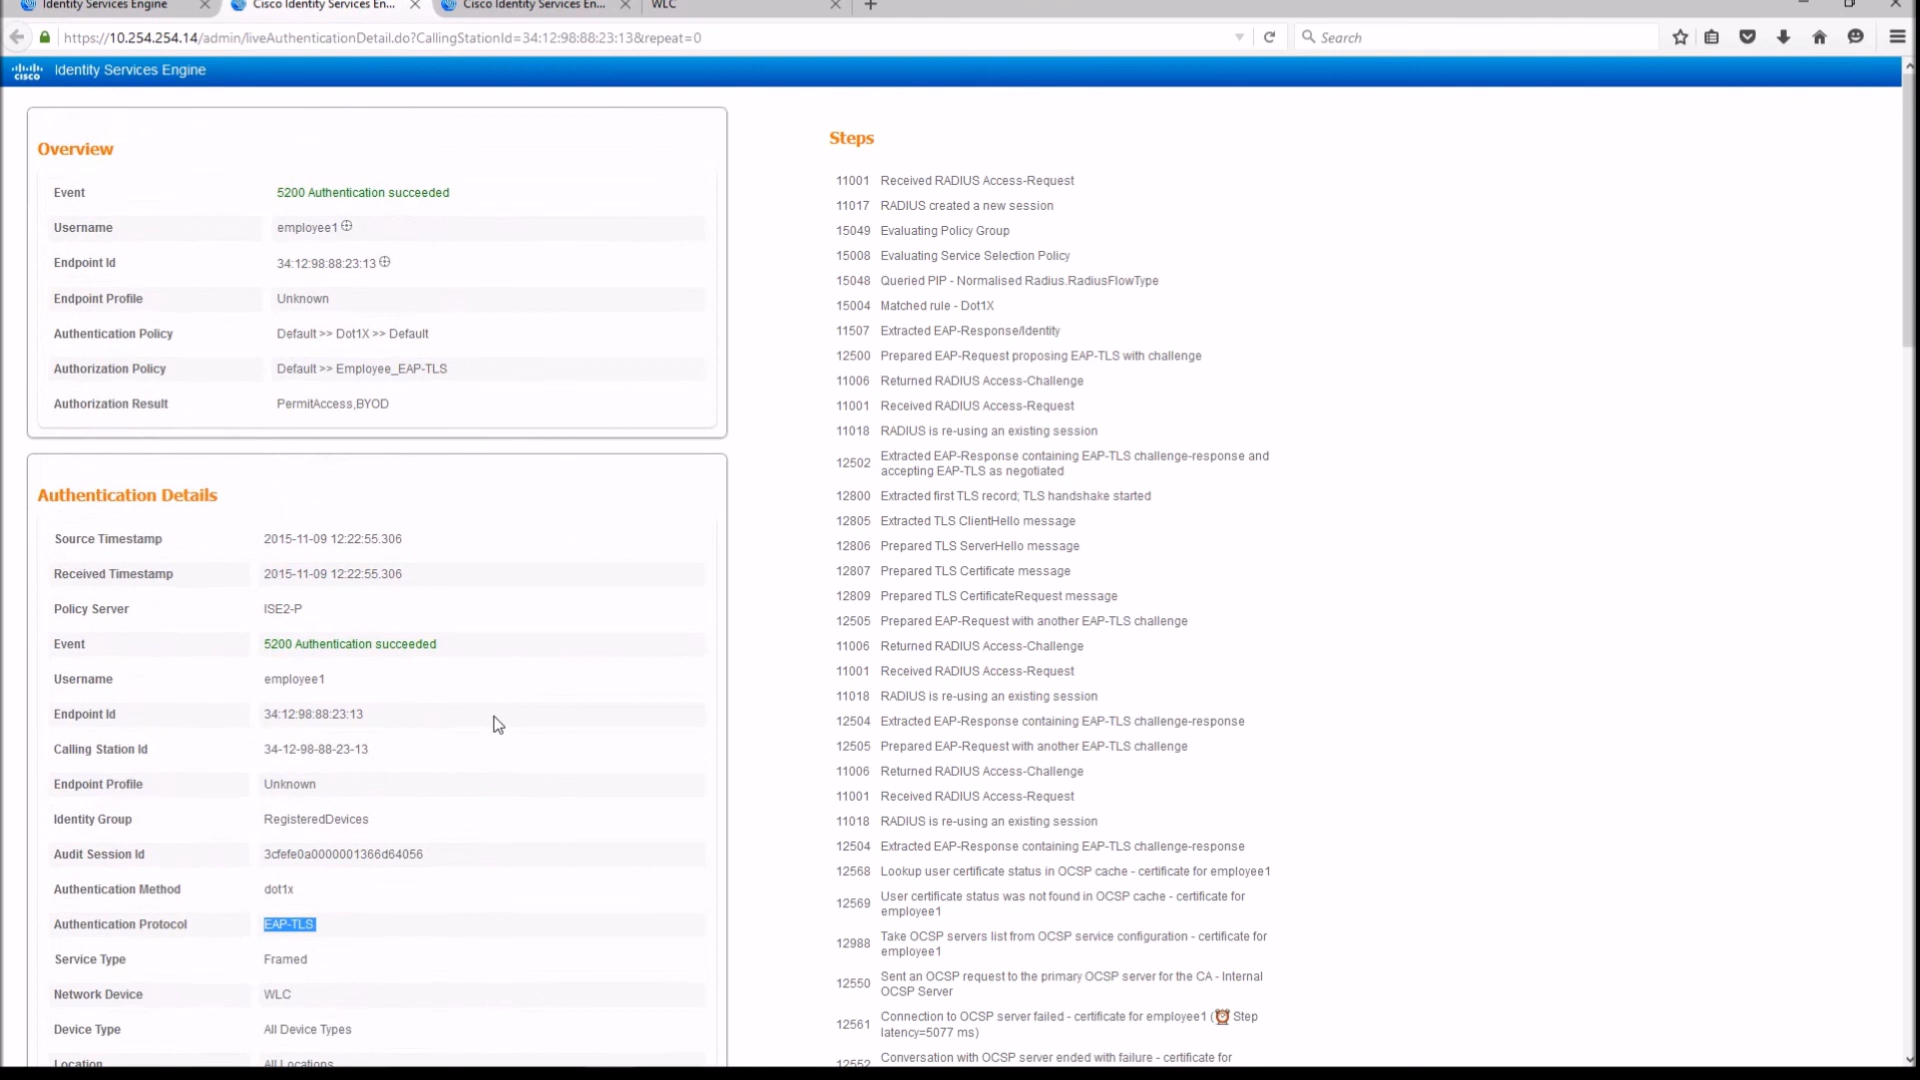 Identity Services Engine
Cisco Identity Services En...
Cisco Identity Services En...
WLC
https://10.254.254.14/admin/liveAuthenticationDetail.do?CallingStationId=34:12:98:88:23:13&repeat=0
Search
cisco
Identity Services Engine
Overview
Event 5200 Authentication succeeded
Username employee1
Endpoint Id 34:12:98:88:23:13
Endpoint Profile Unknown
Authentication Policy Default >> Dot1X >> Default
Authorization Policy Default >> Employee_EAP-TLS
Authorization Result PermitAccess,BYOD
Authentication Details
Source Timestamp 2015-11-09 12:22:55.306
Received Timestamp 2015-11-09 12:22:55.306
Policy Server ISE2-P
Event 5200 Authentication succeeded
Username employee1
Endpoint Id 34:12:98:88:23:13
Calling Station Id 34-12-98-88-23-13
Endpoint Profile Unknown
Identity Group RegisteredDevices
Audit Session Id 3cfefe0a0000001366d64056
Authentication Method dot1x
Authentication Protocol EAP-TLS
Service Type Framed
Network Device WLC
Device Type All Device Types
Location All Locations
Steps
11001 Received RADIUS Access-Request
11017 RADIUS created a new session
15049 Evaluating Policy Group
15008 Evaluating Service Selection Policy
15048 Queried PIP - Normalised Radius.RadiusFlowType
15004 Matched rule - Dot1X
11507 Extracted EAP-Response/Identity
12500 Prepared EAP-Request proposing EAP-TLS with challenge
11006 Returned RADIUS Access-Challenge
11001 Received RADIUS Access-Request
11018 RADIUS is re-using an existing session
12502 Extracted EAP-Response containing EAP-TLS challenge-response and
accepting EAP-TLS as negotiated
12800 Extracted first TLS record; TLS handshake started
12805 Extracted TLS ClientHello message
12806 Prepared TLS ServerHello message
12807 Prepared TLS Certificate message
12809 Prepared TLS CertificateRequest message
12505 Prepared EAP-Request with another EAP-TLS challenge
11006 Returned RADIUS Access-Challenge
11001 Received RADIUS Access-Request
11018 RADIUS is re-using an existing session
12504 Extracted EAP-Response containing EAP-TLS challenge-response
12505 Prepared EAP-Request with another EAP-TLS challenge
11006 Returned RADIUS Access-Challenge
11001 Received RADIUS Access-Request
11018 RADIUS is re-using an existing session
12504 Extracted EAP-Response containing EAP-TLS challenge-response
12568 Lookup user certificate status in OCSP cache - certificate for employee1
12569 User certificate status was not found in OCSP cache - certificate for
employee1
12988 Take OCSP servers list from OCSP service configuration - certificate for
employee1
12550 Sent an OCSP request to the primary OCSP server for the CA - Internal
OCSP Server
12561 Connection to OCSP server failed - certificate for employee1 (Step
latency=5077 ms)
12552 Conversation with OCSP server ended with failure - certificate for